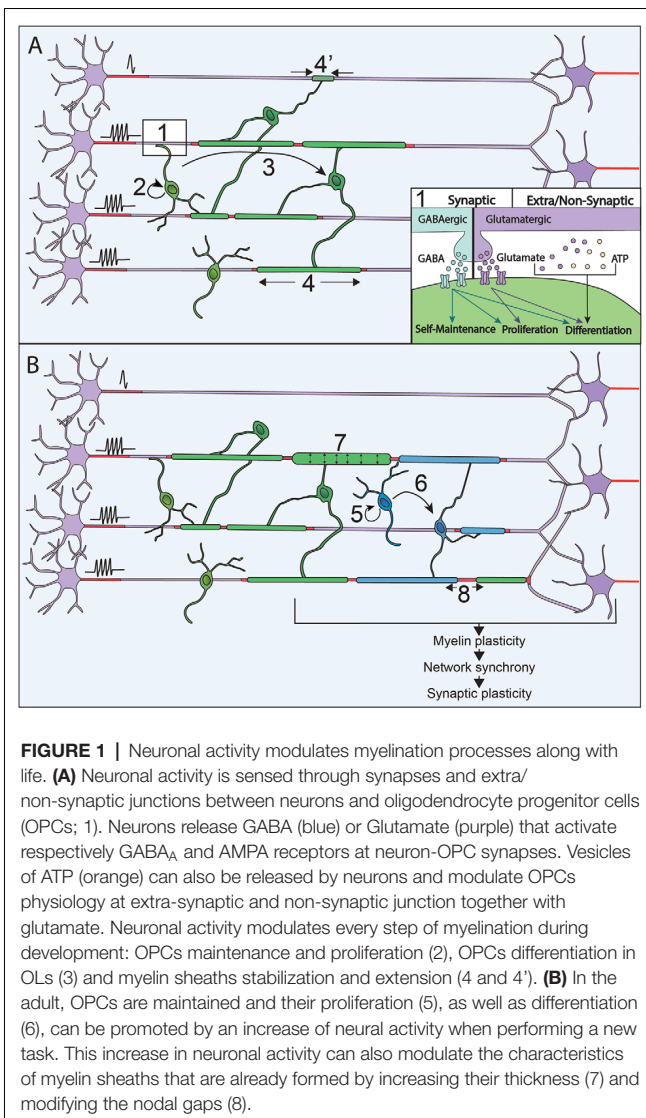 A
4'
1
2
3
4
1 Synaptic Extra/Non-Synaptic
GABAergic Glutamatergic
GABA Glutamate ATP
Self-Maintenance Proliferation Differentiation
B
7
5
6
8
Myelin plasticity
Network synchrony
Synaptic plasticity
FIGURE 1 | Neuronal activity modulates myelination processes along with
life. (A) Neuronal activity is sensed through synapses and extra/
non-synaptic junctions between neurons and oligodendrocyte progenitor cells
(OPCs; 1). Neurons release GABA (blue) or Glutamate (purple) that activate
respectively GABA_A and AMPA receptors at neuron-OPC synapses. Vesicles
of ATP (orange) can also be released by neurons and modulate OPCs
physiology at extra-synaptic and non-synaptic junction together with
glutamate. Neuronal activity modulates every step of myelination during
development: OPCs maintenance and proliferation (2), OPCs differentiation in
OLs (3) and myelin sheaths stabilization and extension (4 and 4'). (B) In the
adult, OPCs are maintained and their proliferation (5), as well as differentiation
(6), can be promoted by an increase of neural activity when performing a new
task. This increase in neuronal activity can also modulate the characteristics
of myelin sheaths that are already formed by increasing their thickness (7) and
modifying the nodal gaps (8).